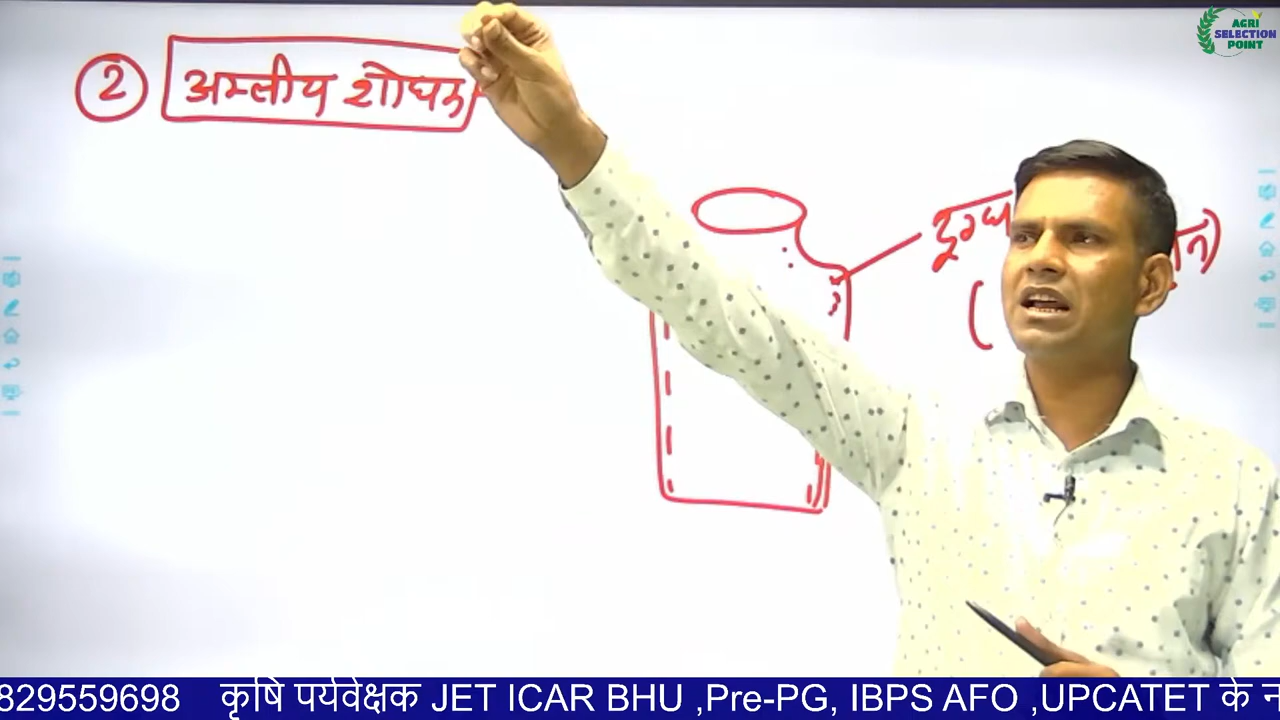 AGRI
SELECTION
POINT
2 अम्लीय शोधक
829559698 कृषि पर्यवेक्षक JET ICAR BHU ,Pre-PG, IBPS AFO ,UPCATET के न